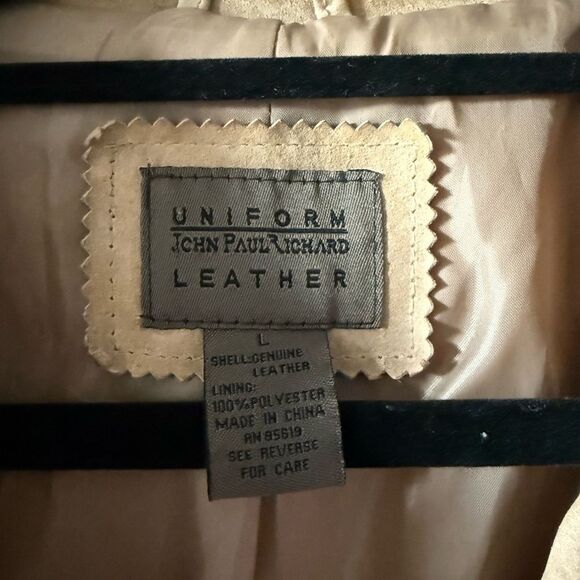 UNIFORM
JOHN PAUL RICHARD
LEATHER
L
SHELL:GENUINE
LEATHER
LINING:
100%POLYESTER
MADE IN CHINA
RN 95619
SEE REVERSE
FOR CARE